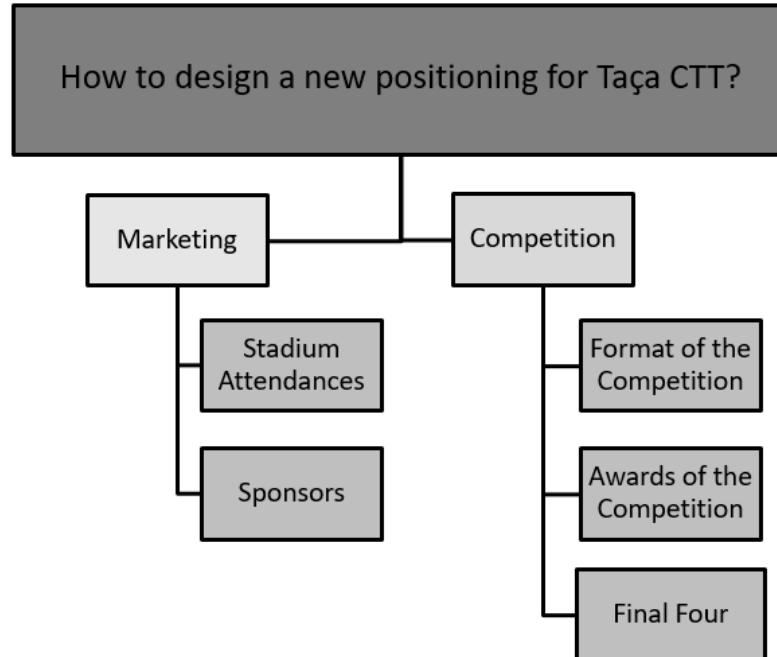 How to design a new positioning for Taça CTT?
Marketing
Competition
Stadium
Attendances
Format of the
Competition
Sponsors
Awards of the
Competition
Final Four